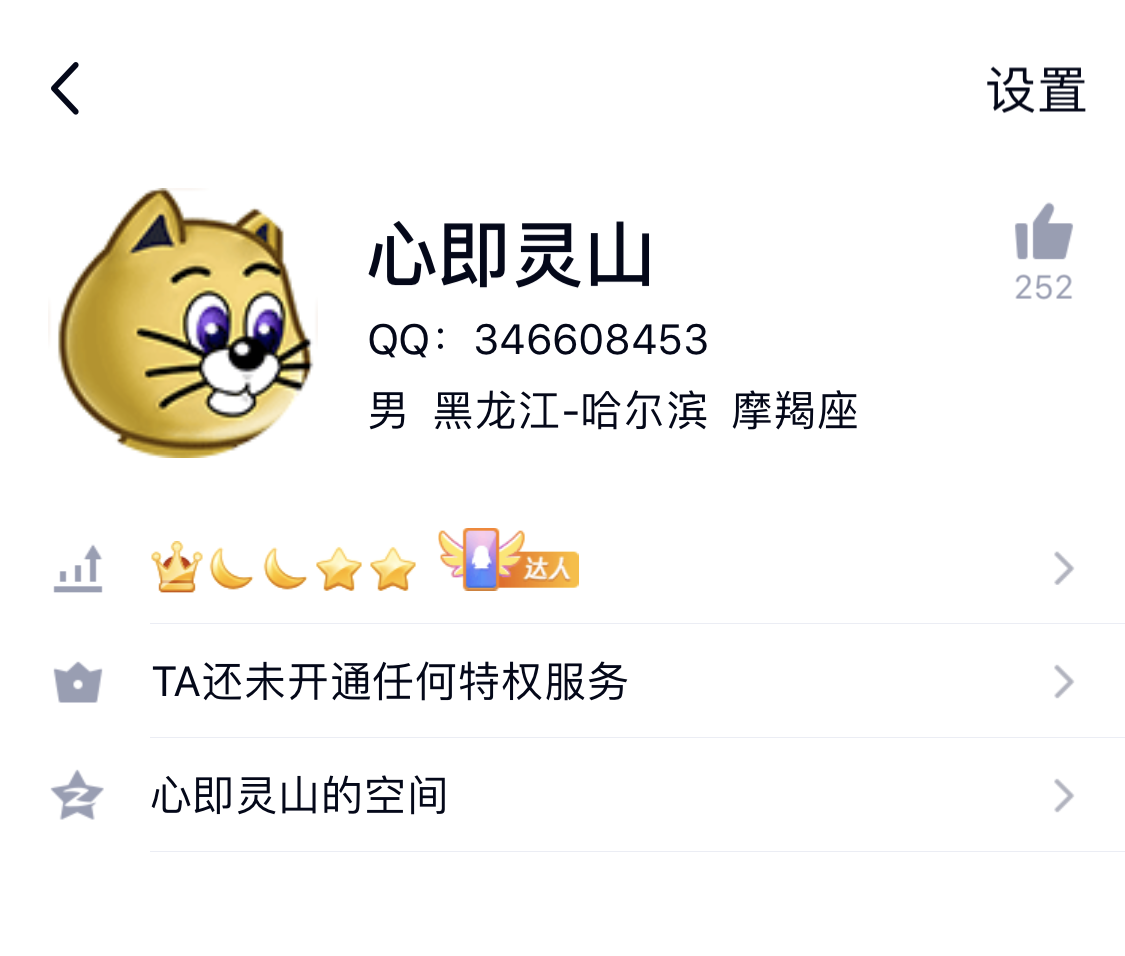 设置
心即灵山
252
QQ：346608453
男 黑龙江-哈尔滨 摩羯座
达人
TA还未开通任何特权服务
心即灵山的空间